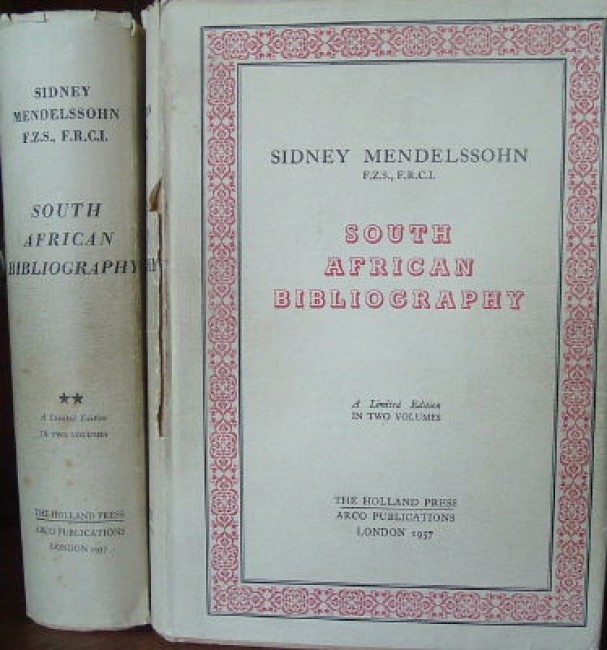 SIDNEY
MENDELSSOHN
F.Z.S., F.R.C.I.
SOUTH
AFRICAN
BIBLIOGRAPHY
★★
A Limited Edition
IN TWO VOLUMES
THE HOLLAND PRESS
ARCO PUBLICATIONS
LONDON 1957
SIDNEY MENDELSSOHN
F.Z.S., F.R.C.I.
SOUTH
AFRICAN
BIBLIOGRAPHY
A Limited Edition
IN TWO VOLUMES
THE HOLLAND PRESS
ARCO PUBLICATIONS
LONDON 1957